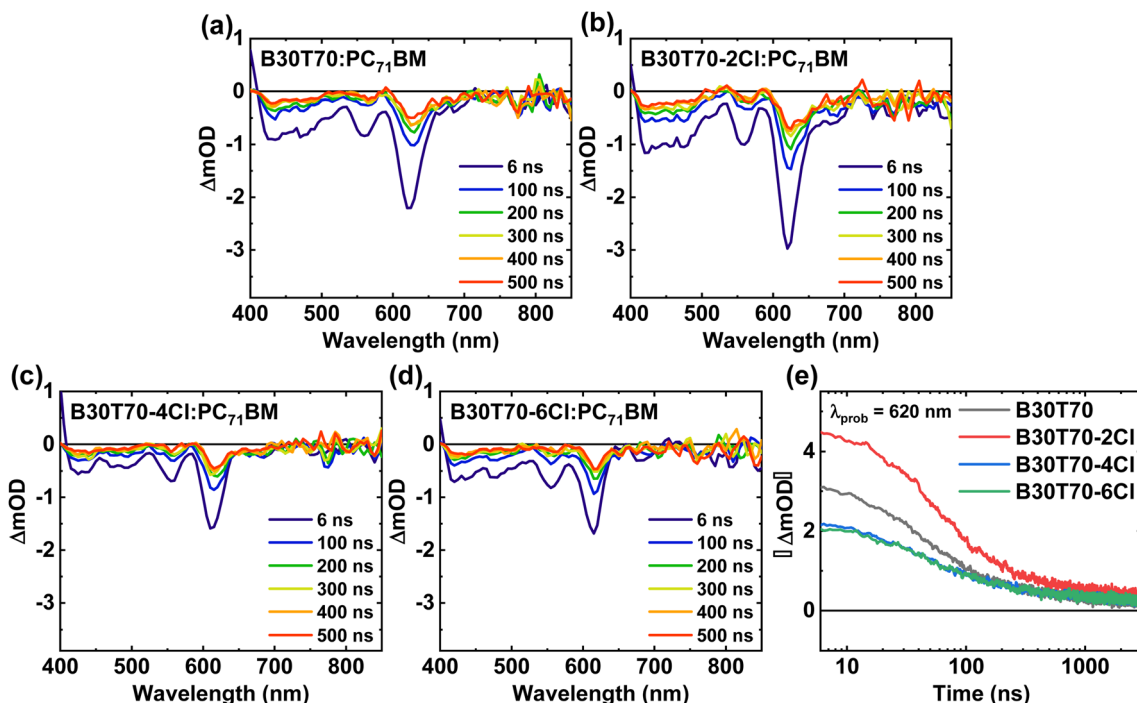 (a)
B30T70:PC71BM
1
0
-1
-2
-3
ΔmOD
6 ns
100 ns
200 ns
300 ns
400 ns
500 ns
400 500 600 700 800
Wavelength (nm)
(b)
B30T70-2Cl:PC71BM
1
0
-1
-2
-3
ΔmOD
6 ns
100 ns
200 ns
300 ns
400 ns
500 ns
400 500 600 700 800
Wavelength (nm)
(c)
B30T70-4Cl:PC71BM
1
0
-1
-2
-3
ΔmOD
6 ns
100 ns
200 ns
300 ns
400 ns
500 ns
400 500 600 700 800
Wavelength (nm)
(d)
B30T70-6Cl:PC71BM
1
0
-1
-2
-3
ΔmOD
6 ns
100 ns
200 ns
300 ns
400 ns
500 ns
400 500 600 700 800
Wavelength (nm)
(e)
λprob = 620 nm
B30T70
B30T70-2Cl
B30T70-4Cl
B30T70-6Cl
4
2
0
▯ΔmOD▯
10 100 1000
Time (ns)